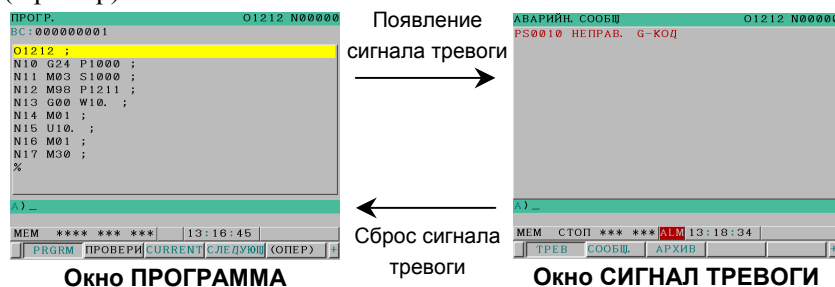 ПРОГР. O1212 N00000
BC:000000001
O1212 ;
N10 G24 P1000 ;
N11 M03 S1000 ;
N12 M98 P1211 ;
N13 G00 W10. ;
N14 M01 ;
N15 U10. ;
N16 M01 ;
N17 M30 ;
%
A)_
MEM **** *** *** 13:16:45
PRGRM ПРОВЕРИ CURRENT СЛЕДУЮЩ (ОПЕР) +
Окно ПРОГРАММА
Появление
сигнала тревоги
Сброс сигнала
тревоги
АВАРИЙН. СООБЩ O1212 N0000
PS0010 НЕПРАВ. G-КОД
A)_
MEM СТОП *** *** ALM 13:18:34
ТРЕВ СООБЩ. АРХИВ +
Окно СИГНАЛ ТРЕВОГИ